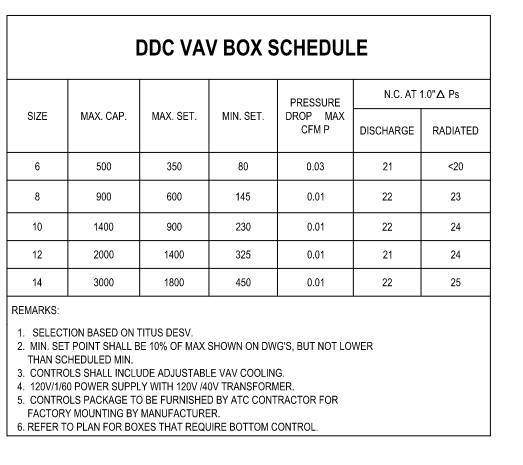 DDC VAV BOX SCHEDULE
SIZE MAX. CAP. MAX. SET. MIN. SET. PRESSURE DROP MAX CFM P N.C. AT 1.0"Δ Ps
DISCHARGE RADIATED
6 500 350 80 0.03 21 <20
8 900 600 145 0.01 22 23
10 1400 900 230 0.01 22 24
12 2000 1400 325 0.01 21 24
14 3000 1800 450 0.01 22 25
REMARKS:
1. SELECTION BASED ON TITUS DESV.
2. MIN. SET POINT SHALL BE 10% OF MAX SHOWN ON DWG'S, BUT NOT LOWER
THAN SCHEDULED MIN.
3. CONTROLS SHALL INCLUDE ADJUSTABLE VAV COOLING.
4. 120V/1/60 POWER SUPPLY WITH 120V /40V TRANSFORMER.
5. CONTROLS PACKAGE TO BE FURNISHED BY ATC CONTRACTOR FOR
FACTORY MOUNTING BY MANUFACTURER.
6. REFER TO PLAN FOR BOXES THAT REQUIRE BOTTOM CONTROL.